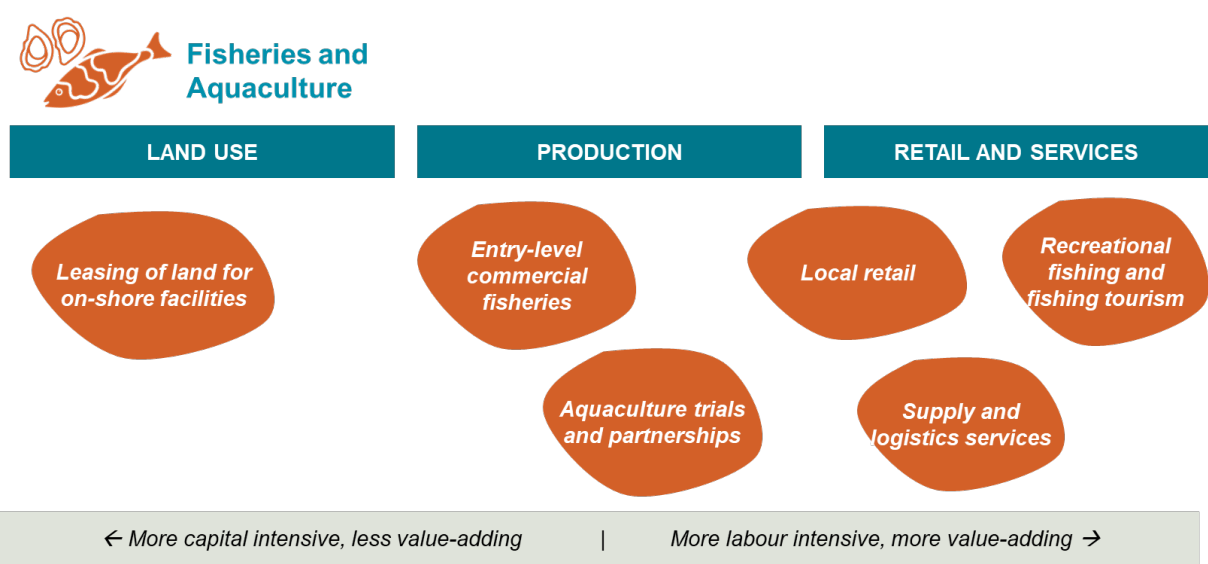 Fisheries and
Aquaculture
LAND USE
PRODUCTION
RETAIL AND SERVICES
Leasing of land for
on-shore facilities
Entry-level
commercial
fisheries
Aquaculture trials
and partnerships
Local retail
Recreational
fishing and
fishing tourism
Supply and
logistics services
← More capital intensive, less value-adding | More labour intensive, more value-adding →